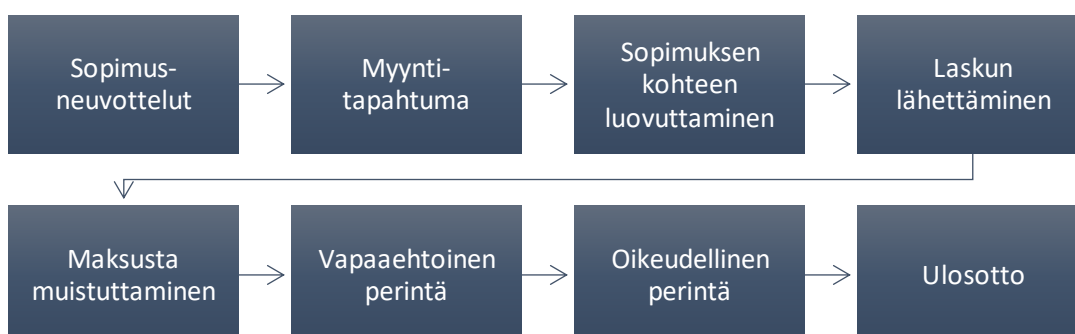 Sopimus-
neuvottelut
Myynti-
tapahtuma
Sopimuksen
kohteen
luovuttaminen
Laskun
lähettäminen
Maksusta
muistuttaminen
Vapaaehtoinen
perintä
Oikeudellinen
perintä
Ulosotto